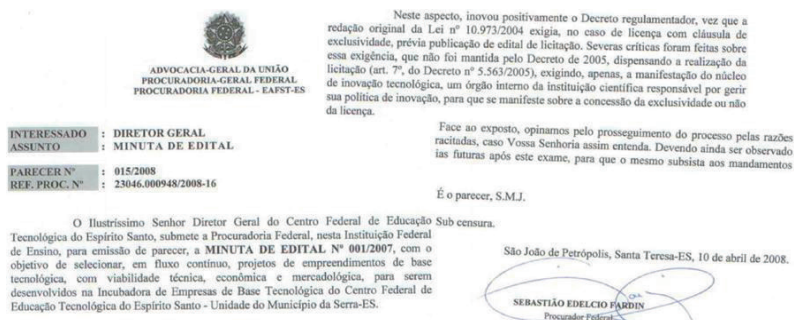 ADVOCACIA-GERAL DA UNIÃO
PROCURADORIA-GERAL FEDERAL
PROCURADORIA FEDERAL - EAFST-ES
INTERESSADO : DIRETOR GERAL
ASSUNTO : MINUTA DE EDITAL
PARECER Nº : 015/2008
REF. PROC. Nº : 23046.000948/2008-16
O Ilustríssimo Senhor Diretor Geral do Centro Federal de Educação
Tecnológica do Espírito Santo, submete a Procuradoria Federal, nesta Instituição Federal
de Ensino, para emissão de parecer, a MINUTA DE EDITAL Nº 001/2007, com o
objetivo de selecionar, em fluxo contínuo, projetos de empreendimentos de base
tecnológica, com viabilidade técnica, econômica e mercadológica, para serem
desenvolvidos na Incubadora de Empresas de Base Tecnológica do Centro Federal de
Educação Tecnológica do Espírito Santo - Unidade do Município da Serra-ES.
Neste aspecto, inovou positivamente o Decreto regulamentador, vez que a
redação original da Lei nº 10.973/2004 exigia, no caso de licença com cláusula de
exclusividade, prévia publicação de edital de licitação. Severas críticas foram feitas sobre
essa exigência, que não foi mantida pelo Decreto de 2005, dispensando a realização da
licitação (art. 7º, do Decreto nº 5.563/2005), exigindo, apenas, a manifestação do núcleo
de inovação tecnológica, um órgão interno da instituição científica responsável por gerir
sua política de inovação, para que se manifeste sobre a concessão da exclusividade ou não
da licença.
Face ao exposto, opinamos pelo prosseguimento do processo pelas razões
racitadas, caso Vossa Senhoria assim entenda. Devendo ainda ser observado
ias futuras após este exame, para que o mesmo subsista aos mandamentos
É o parecer, S.M.J.
Sub censura.
São João de Petrópolis, Santa Teresa-ES, 10 de abril de 2008.
SEBASTIÃO EDELCIO FARDIN
Procurador Federal